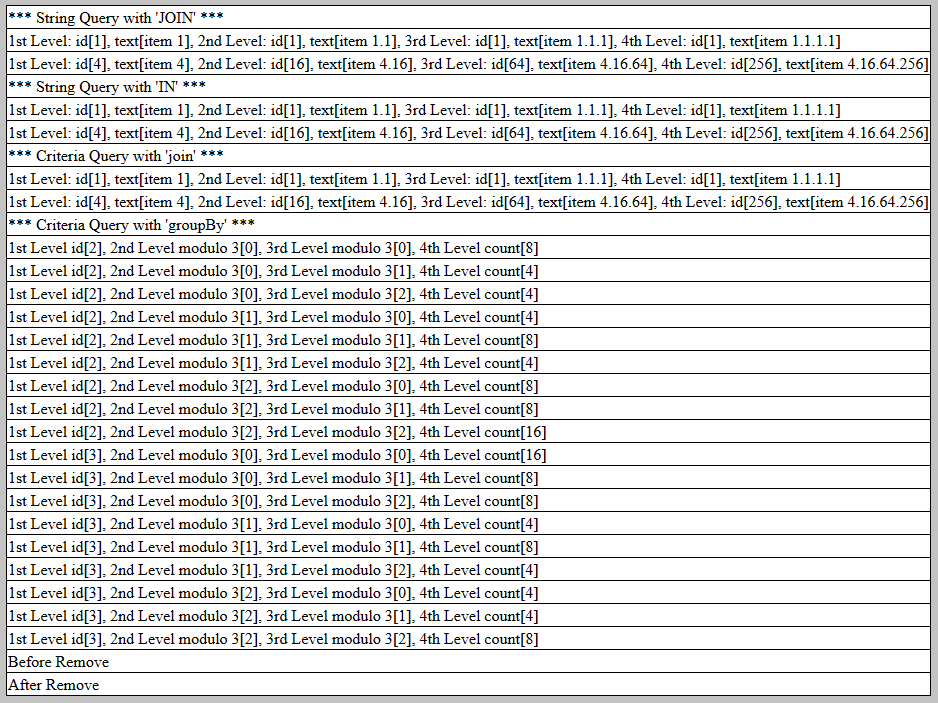 *** String Query with 'JOIN' ***
1st Level: id[1], text[item 1], 2nd Level: id[1], text[item 1.1], 3rd Level: id[1], text[item 1.1.1], 4th Level: id[1], text[item 1.1.1.1]
1st Level: id[4], text[item 4], 2nd Level: id[16], text[item 4.16], 3rd Level: id[64], text[item 4.16.64], 4th Level: id[256], text[item 4.16.64.256]
*** String Query with 'IN' ***
1st Level: id[1], text[item 1], 2nd Level: id[1], text[item 1.1], 3rd Level: id[1], text[item 1.1.1], 4th Level: id[1], text[item 1.1.1.1]
1st Level: id[4], text[item 4], 2nd Level: id[16], text[item 4.16], 3rd Level: id[64], text[item 4.16.64], 4th Level: id[256], text[item 4.16.64.256]
*** Criteria Query with 'join' ***
1st Level: id[1], text[item 1], 2nd Level: id[1], text[item 1.1], 3rd Level: id[1], text[item 1.1.1], 4th Level: id[1], text[item 1.1.1.1]
1st Level: id[4], text[item 4], 2nd Level: id[16], text[item 4.16], 3rd Level: id[64], text[item 4.16.64], 4th Level: id[256], text[item 4.16.64.256]
*** Criteria Query with 'groupBy' ***
1st Level id[2], 2nd Level modulo 3[0], 3rd Level modulo 3[0], 4th Level count[8]
1st Level id[2], 2nd Level modulo 3[0], 3rd Level modulo 3[1], 4th Level count[4]
1st Level id[2], 2nd Level modulo 3[0], 3rd Level modulo 3[2], 4th Level count[4]
1st Level id[2], 2nd Level modulo 3[1], 3rd Level modulo 3[0], 4th Level count[4]
1st Level id[2], 2nd Level modulo 3[1], 3rd Level modulo 3[1], 4th Level count[8]
1st Level id[2], 2nd Level modulo 3[1], 3rd Level modulo 3[2], 4th Level count[4]
1st Level id[2], 2nd Level modulo 3[2], 3rd Level modulo 3[0], 4th Level count[8]
1st Level id[2], 2nd Level modulo 3[2], 3rd Level modulo 3[1], 4th Level count[8]
1st Level id[2], 2nd Level modulo 3[2], 3rd Level modulo 3[2], 4th Level count[16]
1st Level id[3], 2nd Level modulo 3[0], 3rd Level modulo 3[0], 4th Level count[16]
1st Level id[3], 2nd Level modulo 3[0], 3rd Level modulo 3[1], 4th Level count[8]
1st Level id[3], 2nd Level modulo 3[0], 3rd Level modulo 3[2], 4th Level count[8]
1st Level id[3], 2nd Level modulo 3[1], 3rd Level modulo 3[0], 4th Level count[4]
1st Level id[3], 2nd Level modulo 3[1], 3rd Level modulo 3[1], 4th Level count[8]
1st Level id[3], 2nd Level modulo 3[1], 3rd Level modulo 3[2], 4th Level count[4]
1st Level id[3], 2nd Level modulo 3[2], 3rd Level modulo 3[0], 4th Level count[4]
1st Level id[3], 2nd Level modulo 3[2], 3rd Level modulo 3[1], 4th Level count[4]
1st Level id[3], 2nd Level modulo 3[2], 3rd Level modulo 3[2], 4th Level count[8]
Before Remove
After Remove